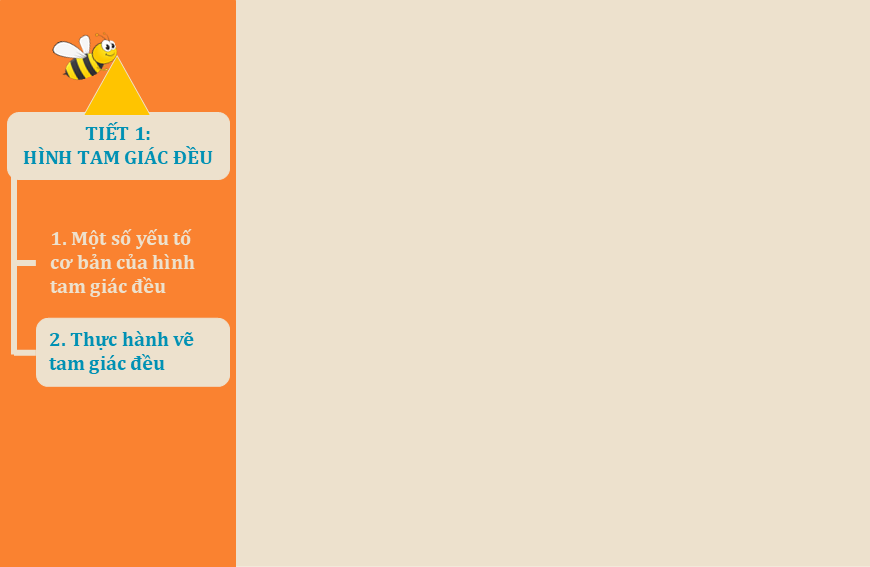 TIẾT 1:
HÌNH TAM GIÁC ĐỀU
1. Một số yếu tố
cơ bản của hình
tam giác đều
2. Thực hành vẽ
tam giác đều